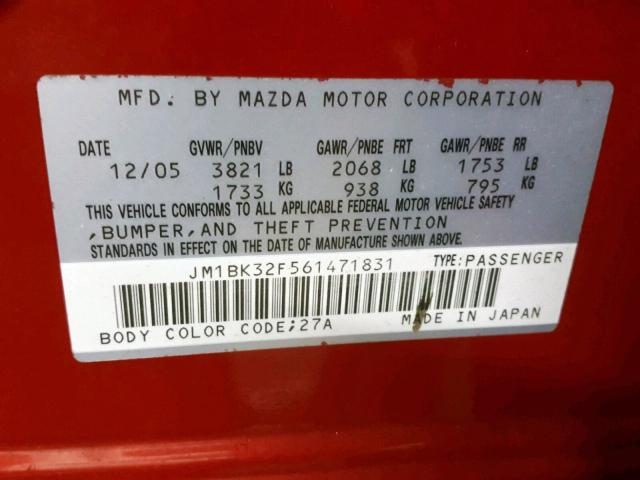 MFD. BY MAZDA MOTOR CORPORATION
DATE GVWR/PNBV GAWR/PNBE FRT GAWR/PNBE RR
12/05 3821 LB 2068 LB 1753 LB
1733 KG 938 KG 795 KG
THIS VEHICLE CONFORMS TO ALL APPLICABLE FEDERAL MOTOR VEHICLE SAFETY
,BUMPER,AND THEFT PREVENTION
STANDARDS IN EFFECT ON THE DATE OF MANUFACTURE SHOWN ABOVE.
JM1BK32F561471831 TYPE:PASSENGER
BODY COLOR CODE;27A MADE IN JAPAN